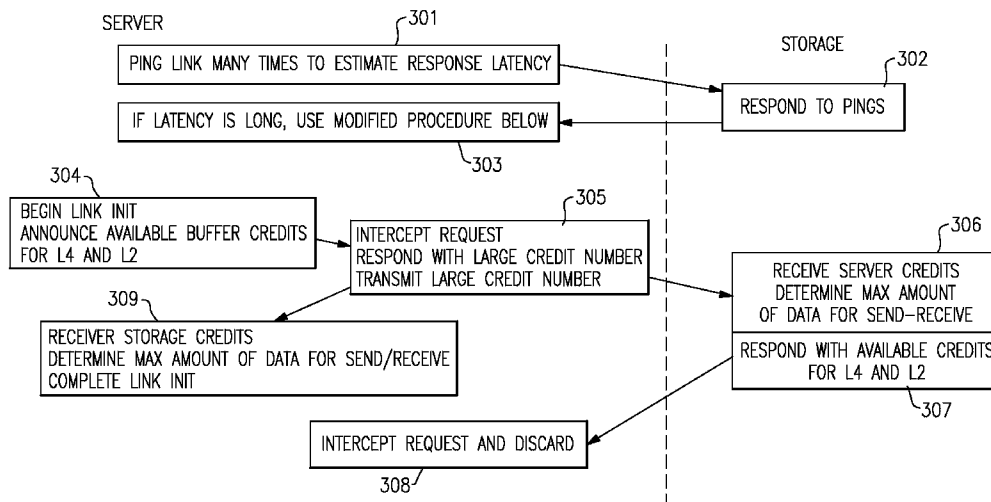 SERVER
301
PING LINK MANY TIMES TO ESTIMATE RESPONSE LATENCY
STORAGE
302
RESPOND TO PINGS
IF LATENCY IS LONG, USE MODIFIED PROCEDURE BELOW
303
304
BEGIN LINK INIT
ANNOUNCE AVAILABLE BUFFER CREDITS
FOR L4 AND L2
305
INTERCEPT REQUEST
RESPOND WITH LARGE CREDIT NUMBER
TRANSMIT LARGE CREDIT NUMBER
306
RECEIVE SERVER CREDITS
DETERMINE MAX AMOUNT
OF DATA FOR SEND-RECEIVE
309
RECEIVER STORAGE CREDITS
DETERMINE MAX AMOUNT OF DATA FOR SEND/RECEIVE
COMPLETE LINK INIT
RESPOND WITH AVAILABLE CREDITS
FOR L4 AND L2
307
INTERCEPT REQUEST AND DISCARD
308